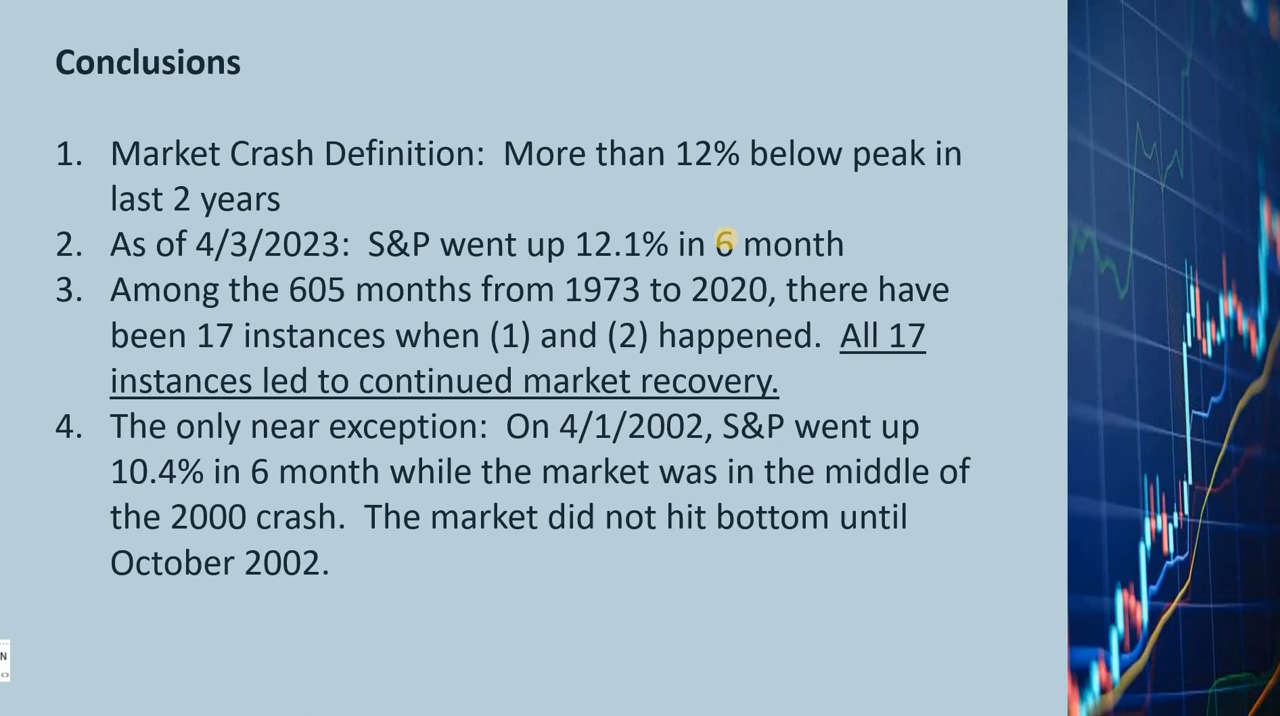 Conclusions
1. Market Crash Definition:  More than 12% below peak in
last 2 years
2. As of 4/3/2023:  S&P went up 12.1% in 6 month
3. Among the 605 months from 1973 to 2020, there have
been 17 instances when (1) and (2) happened.  All 17
instances led to continued market recovery.
4. The only near exception:  On 4/1/2002, S&P went up
10.4% in 6 month while the market was in the middle of
the 2000 crash.  The market did not hit bottom until
October 2002.
N